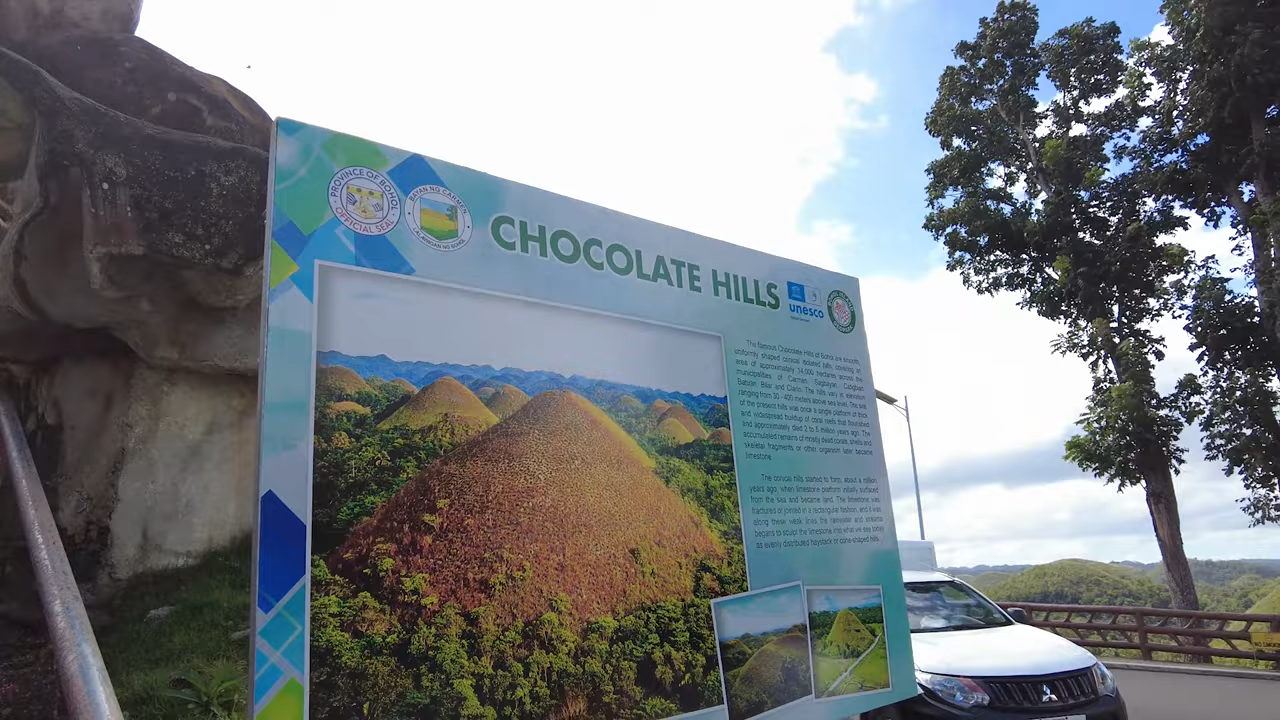 PROVINCE OF BOHOL
OFFICIAL SEAL
BAYAN NG CARMEN
LALAWIGAN NG BOHOL
CHOCOLATE HILLS
unesco
The famous Chocolate Hills of Bohol are smooth,
uniformly shaped conical isolated hills, covering an
area of approximately 14,000 hectares across the
municipalities of Carmen, Sagbayan,
Batuan, Bilar and Clarin. The hills vary in elevation
ranging from 30 - 400 meters above sea level. This site
of the present hills was once a single platform of thick
and widespread buildup of coral reefs that flourished
and approximately died 2 to 5 million years ago. The
accumulated remains of mostly dead corals, shells and
skeletal fragments or other organism later became
limestone.
The conical hills started to form, about a million
years ago, when limestone platform initially surfaced
from the sea and became land. The limestone was
fractures or jointed in a rectangular fashion, and it was
along these weak lines the rainwater and streams
began to sculpt the limestone into what we see today
as evenly distributed haystack or cone-shaped hills.